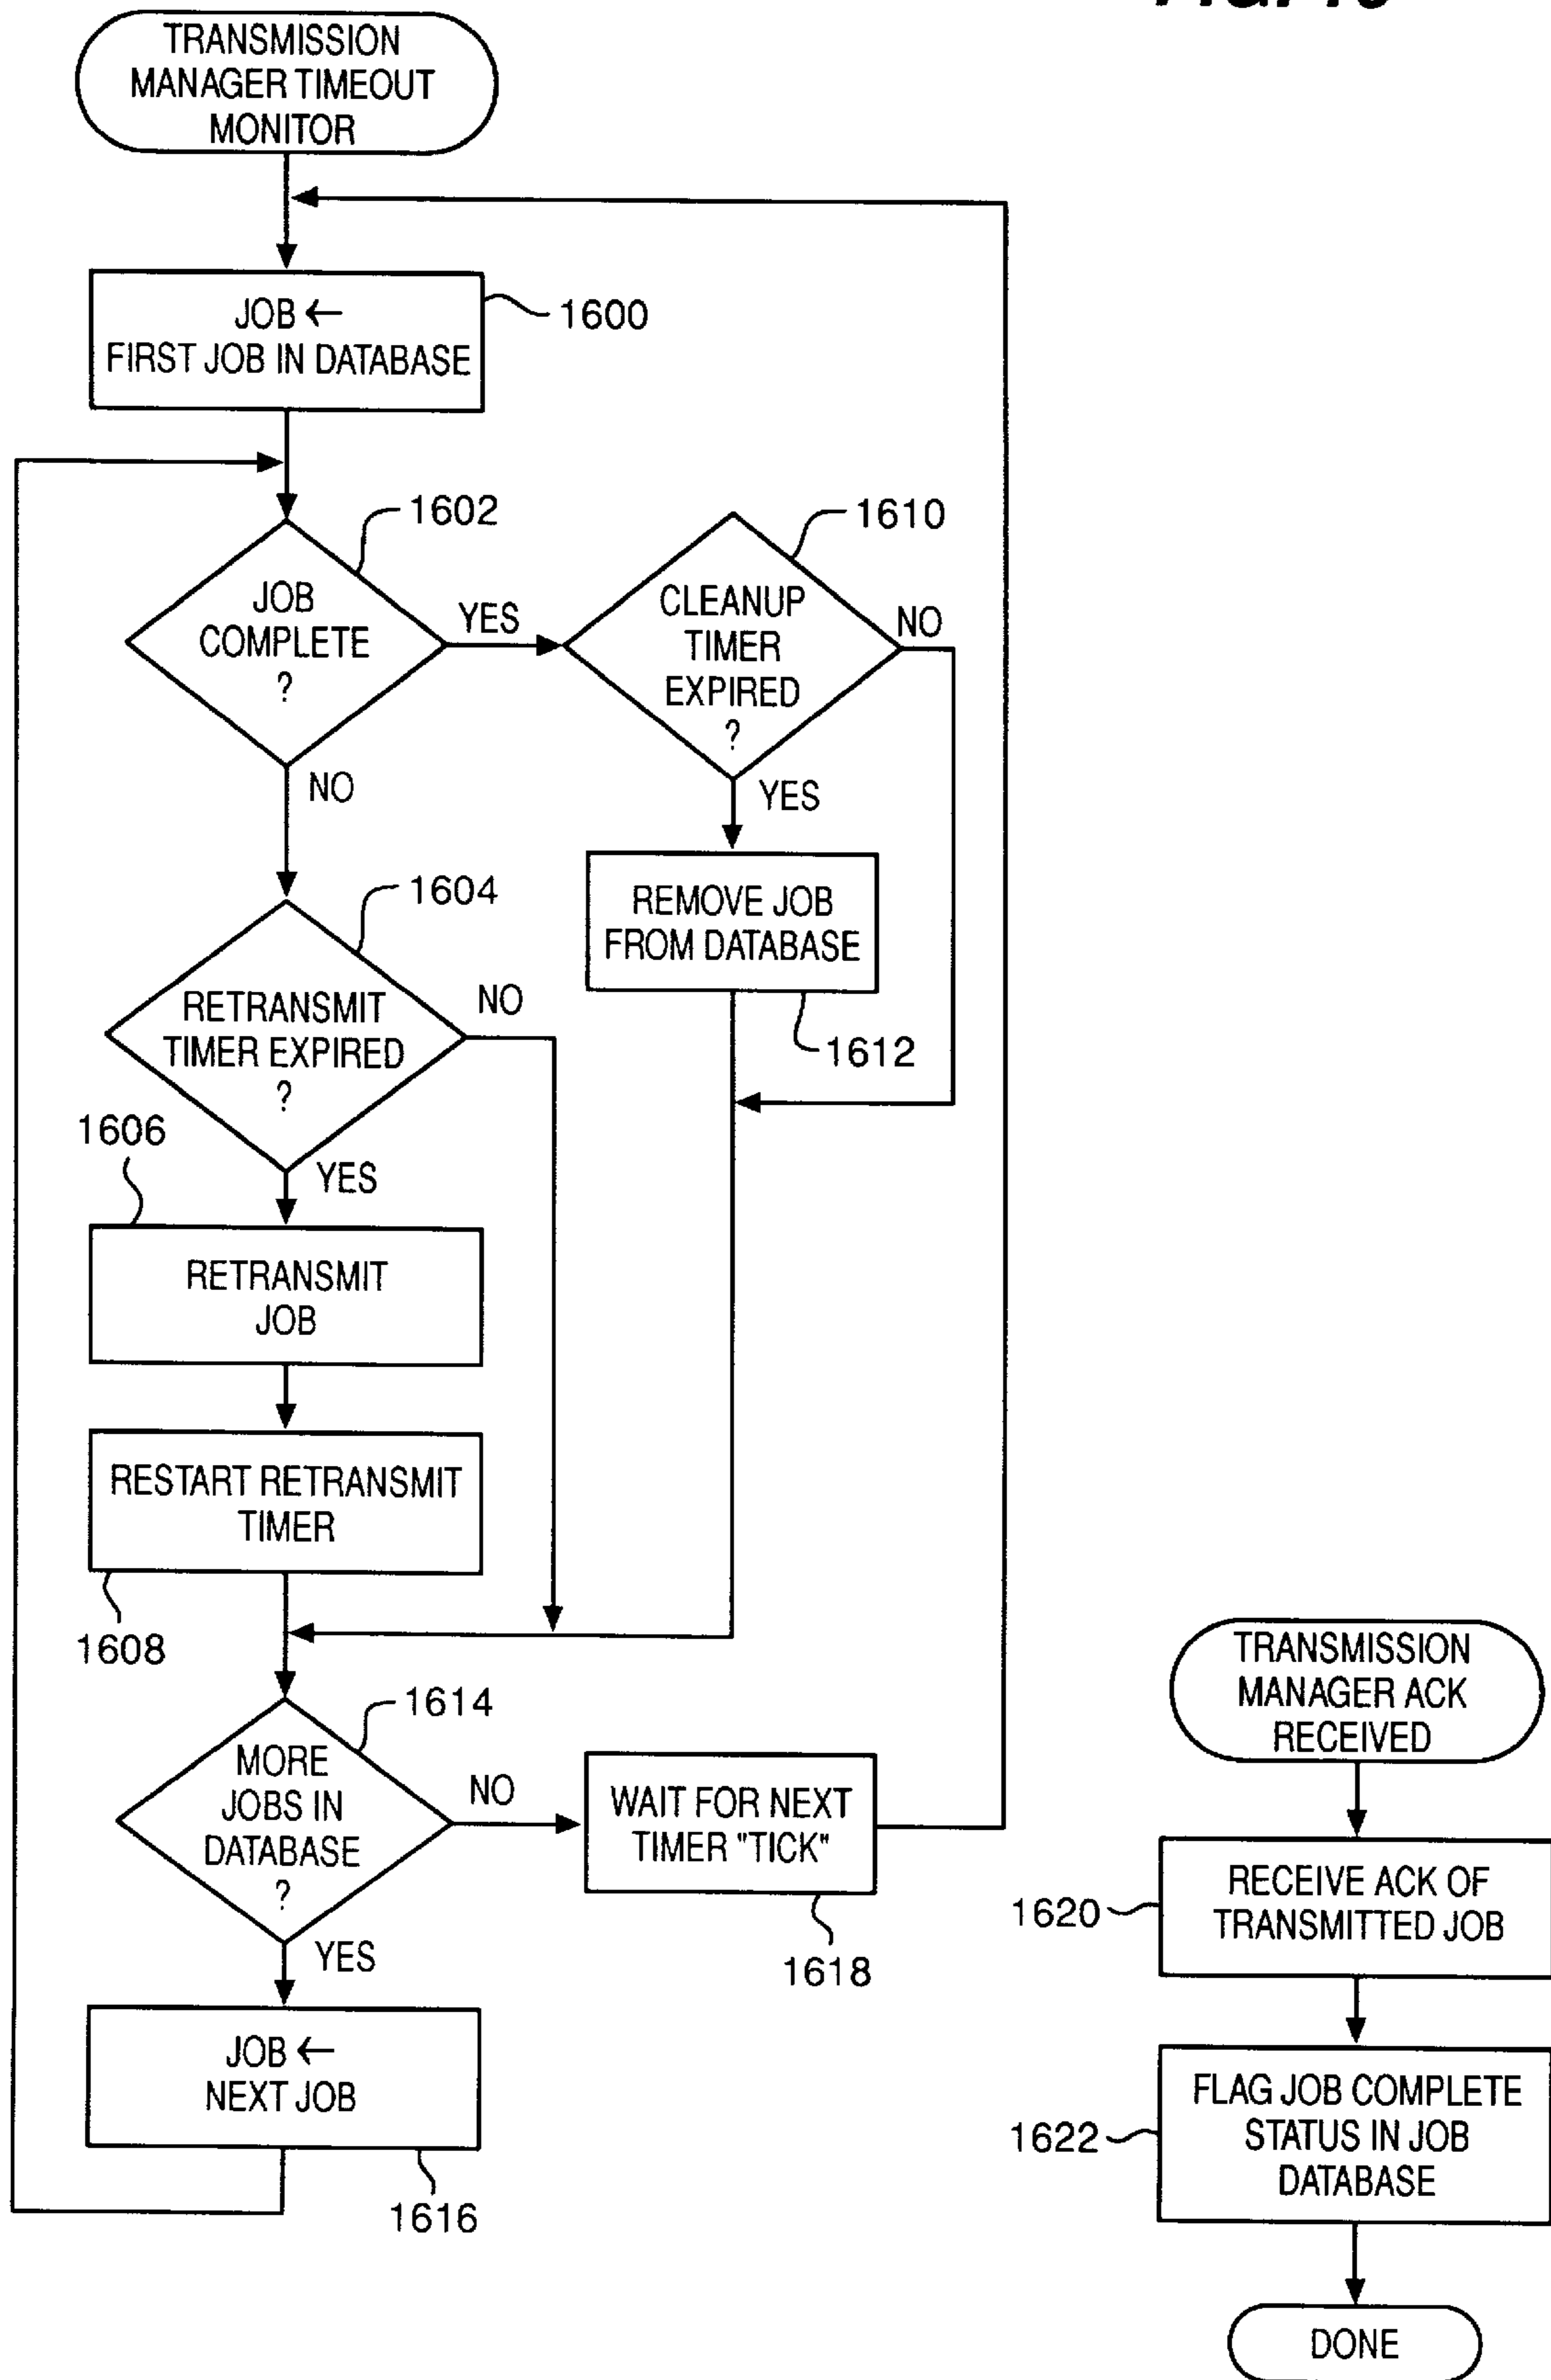 TRANSMISSION
MANAGER TIMEOUT
MONITOR
JOB ←
FIRST JOB IN DATABASE
1600
1602
JOB
COMPLETE
?
YES
NO
1610
CLEANUP
TIMER
EXPIRED
?
NO
YES
REMOVE JOB
FROM DATABASE
1612
1604
RETRANSMIT
TIMER EXPIRED
?
NO
YES
1606
RETRANSMIT
JOB
RESTART RETRANSMIT
TIMER
1608
1614
MORE
JOBS IN
DATABASE
?
NO
YES
WAIT FOR NEXT
TIMER "TICK"
1618
JOB ←
NEXT JOB
1616
TRANSMISSION
MANAGER ACK
RECEIVED
1620
RECEIVE ACK OF
TRANSMITTED JOB
1622
FLAG JOB COMPLETE
STATUS IN JOB
DATABASE
DONE